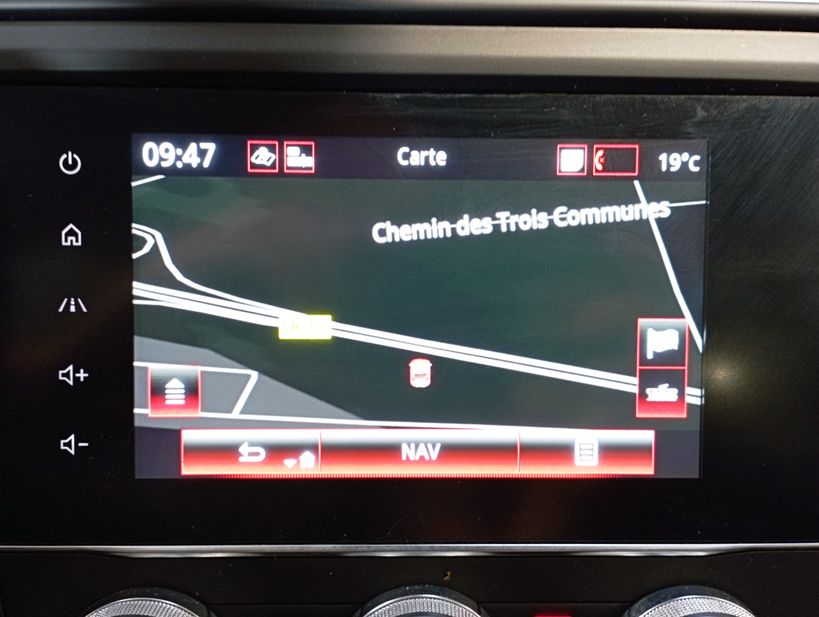 09:47
Carte
19°c
Chemin des Trois Communes
NAV